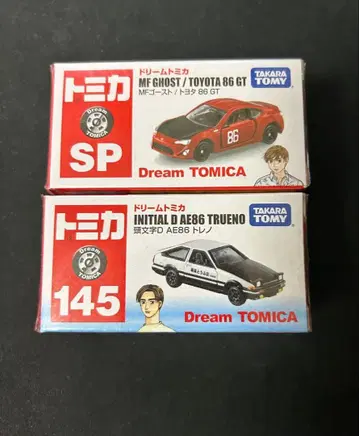 トミカ
Dream
TOMICA
SP
ドリームトミカ
MF GHOST / TOYOTA 86 GT
MFゴースト / トヨタ 86 GT
TAKARA
TOMY
86
Dream TOMICA
トミカ
Dream
TOMICA
145
ドリームトミカ
INITIAL D AE86 TRUENO
頭文字D AE86 トレノ
TAKARA
TOMY
Dream TOMICA